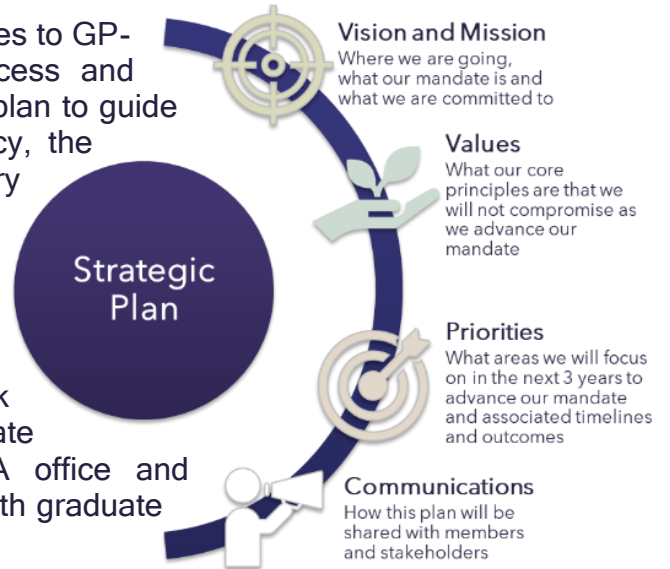 es to GP-
cess and
plan to guide
cy, the
ry
k
ate
A office and
th graduate
Strategic
Plan
Vision and Mission
Where we are going,
what our mandate is and
what we are committed to
Values
What our core
principles are that we
will not compromise as
we advance our
mandate
Priorities
What areas we will focus
on in the next 3 years to
advance our mandate
and associated timelines
and outcomes
Communications
How this plan will be
shared with members
and stakeholders